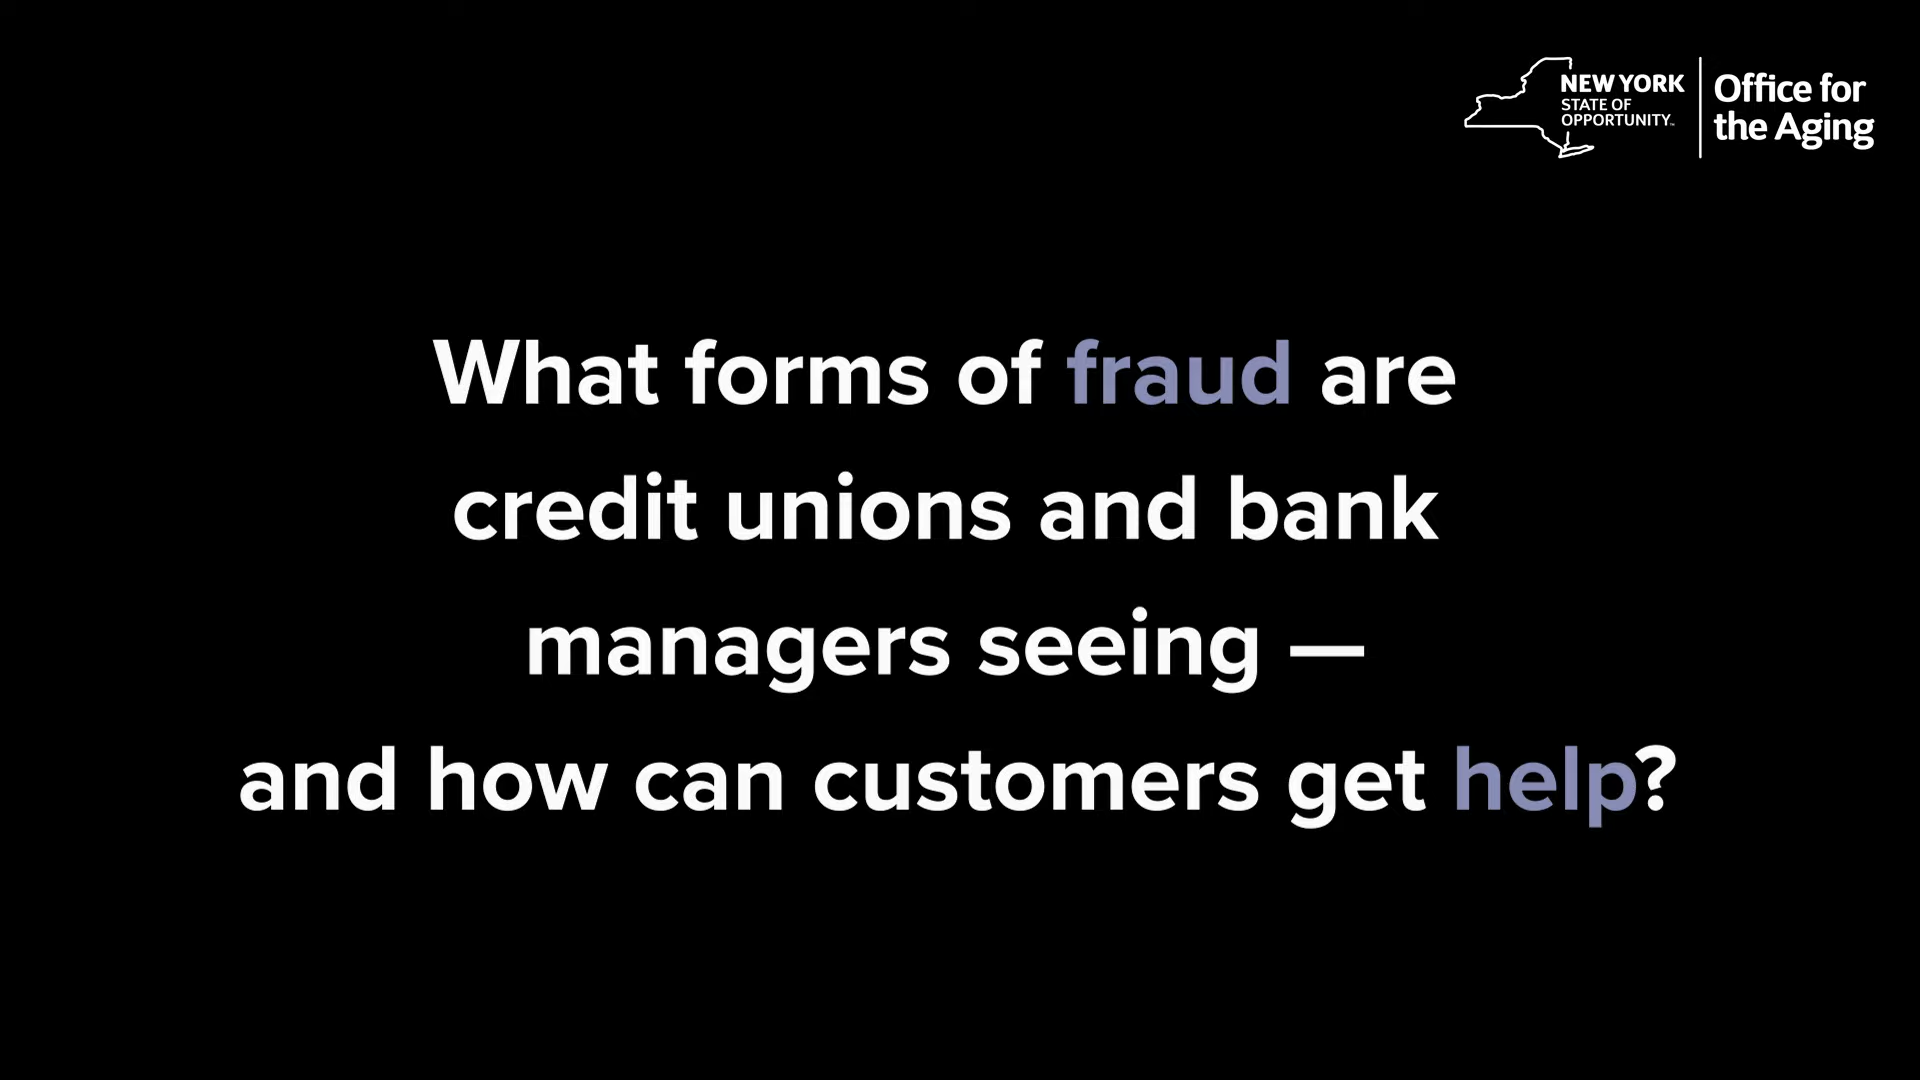 NEW YORK
STATE OF
OPPORTUNITY™
Office for
the Aging
What forms of fraud are
credit unions and bank
managers seeing —
and how can customers get help?